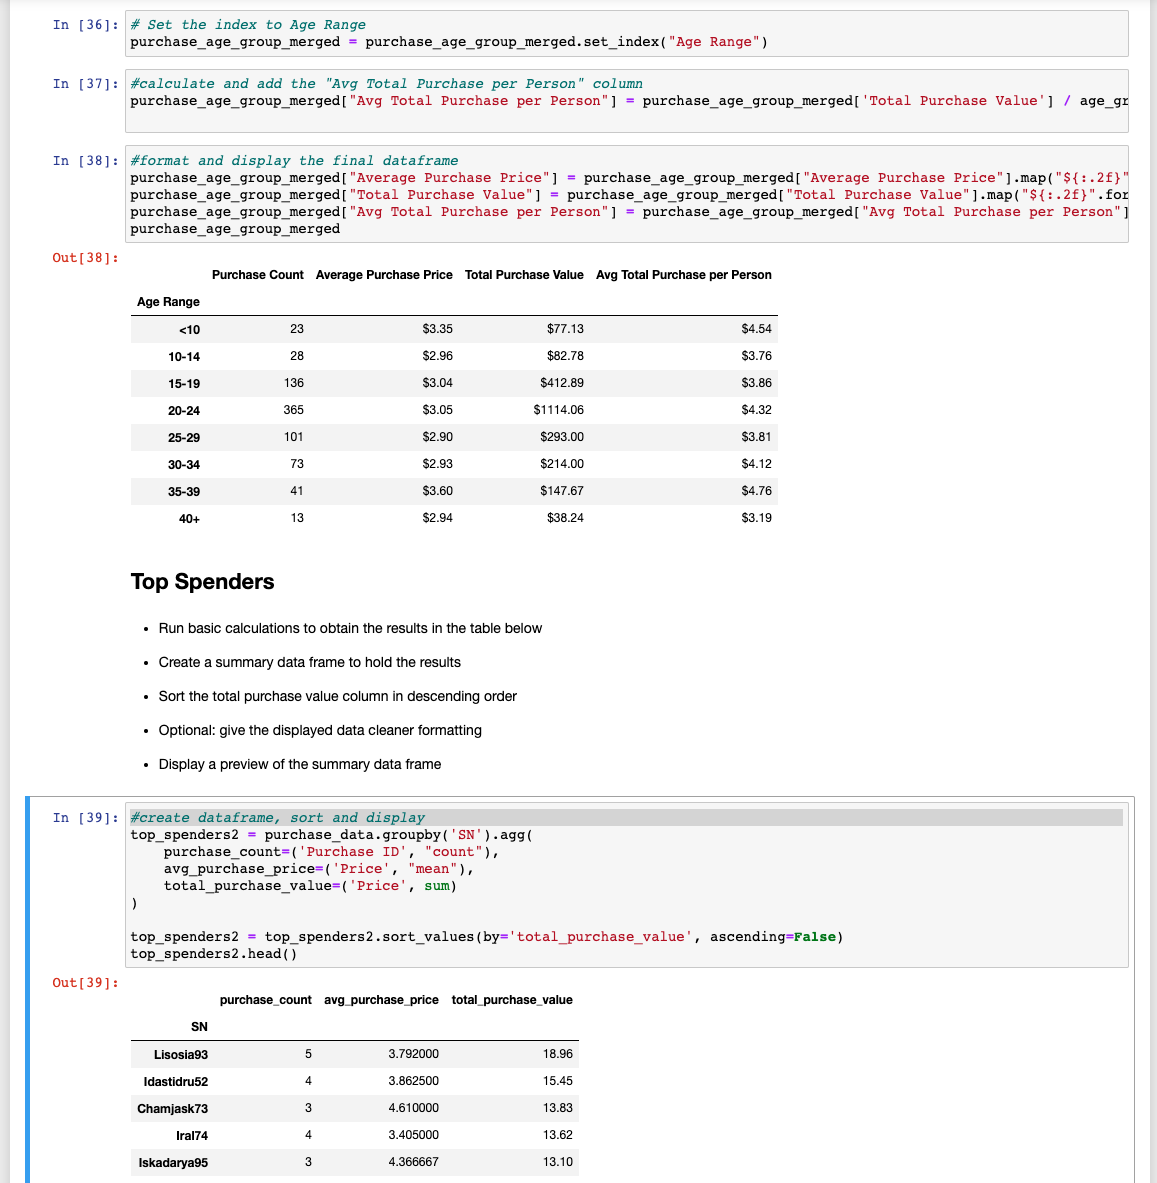 In [36]: # Set the index to Age Range
purchase_age_group_merged = purchase_age_group_merged.set_index("Age Range")
In [37]: #calculate and add the "Avg Total Purchase per Person" column
purchase_age_group_merged["Avg Total Purchase per Person"] = purchase_age_group_merged['Total Purchase Value'] / age_gr
In [38]: #format and display the final dataframe
purchase_age_group_merged["Average Purchase Price"] = purchase_age_group_merged["Average Purchase Price"].map("${:.2f}"
purchase_age_group_merged["Total Purchase Value"] = purchase_age_group_merged["Total Purchase Value"].map("${:.2f}".for
purchase_age_group_merged["Avg Total Purchase per Person"] = purchase_age_group_merged["Avg Total Purchase per Person"]
purchase_age_group_merged
Out[38]:
Purchase Count Average Purchase Price Total Purchase Value Avg Total Purchase per Person
Age Range
<10 23 $3.35 $77.13 $4.54
10-14 28 $2.96 $82.78 $3.76
15-19 136 $3.04 $412.89 $3.86
20-24 365 $3.05 $1114.06 $4.32
25-29 101 $2.90 $293.00 $3.81
30-34 73 $2.93 $214.00 $4.12
35-39 41 $3.60 $147.67 $4.76
40+ 13 $2.94 $38.24 $3.19
Top Spenders
• Run basic calculations to obtain the results in the table below
• Create a summary data frame to hold the results
• Sort the total purchase value column in descending order
• Optional: give the displayed data cleaner formatting
• Display a preview of the summary data frame
In [39]: #create dataframe, sort and display
top_spenders2 = purchase_data.groupby('SN').agg(
purchase_count=('Purchase ID', "count"),
avg_purchase_price=('Price', "mean"),
total_purchase_value=('Price', sum)
)
top_spenders2 = top_spenders2.sort_values(by='total_purchase_value', ascending=False)
top_spenders2.head()
Out[39]:
purchase_count avg_purchase_price total_purchase_value
SN
Lisosia93 5 3.792000 18.96
Idastidru52 4 3.862500 15.45
Chamjask73 3 4.610000 13.83
Iral74 4 3.405000 13.62
Iskadarya95 3 4.366667 13.10